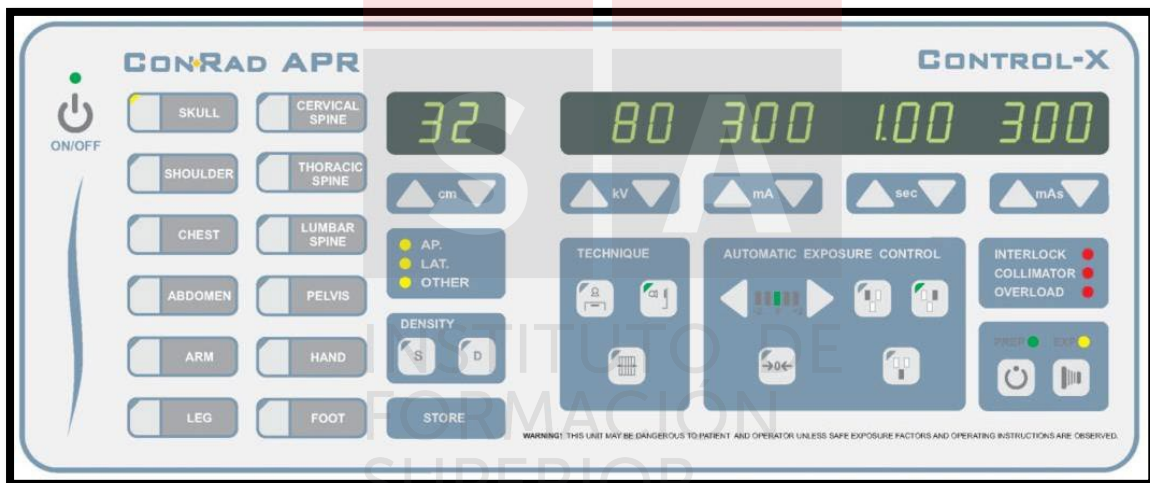 CONRAD APR
CONTROL-X
ON/OFF
SKULL
CERVICAL SPINE
32
80 300 1.00 300
SHOULDER
THORACIC SPINE
cm
kV
mA
sec
mAs
CHEST
LUMBAR SPINE
AP.
LAT.
OTHER
TECHNIQUE
AUTOMATIC EXPOSURE CONTROL
INTERLOCK
COLLIMATOR
OVERLOAD
ABDOMEN
PELVIS
DENSITY
S
D
ARM
HAND
→0←
PREP
EXP
LEG
FOOT
STORE
WARNING! THIS UNIT MAY BE DANGEROUS TO PATIENT AND OPERATOR UNLESS SAFE EXPOSURE FACTORS AND OPERATING INSTRUCTIONS ARE OBSERVED.
SA
INSTITUTO DE
FORMACIÓN
SUPERIOR